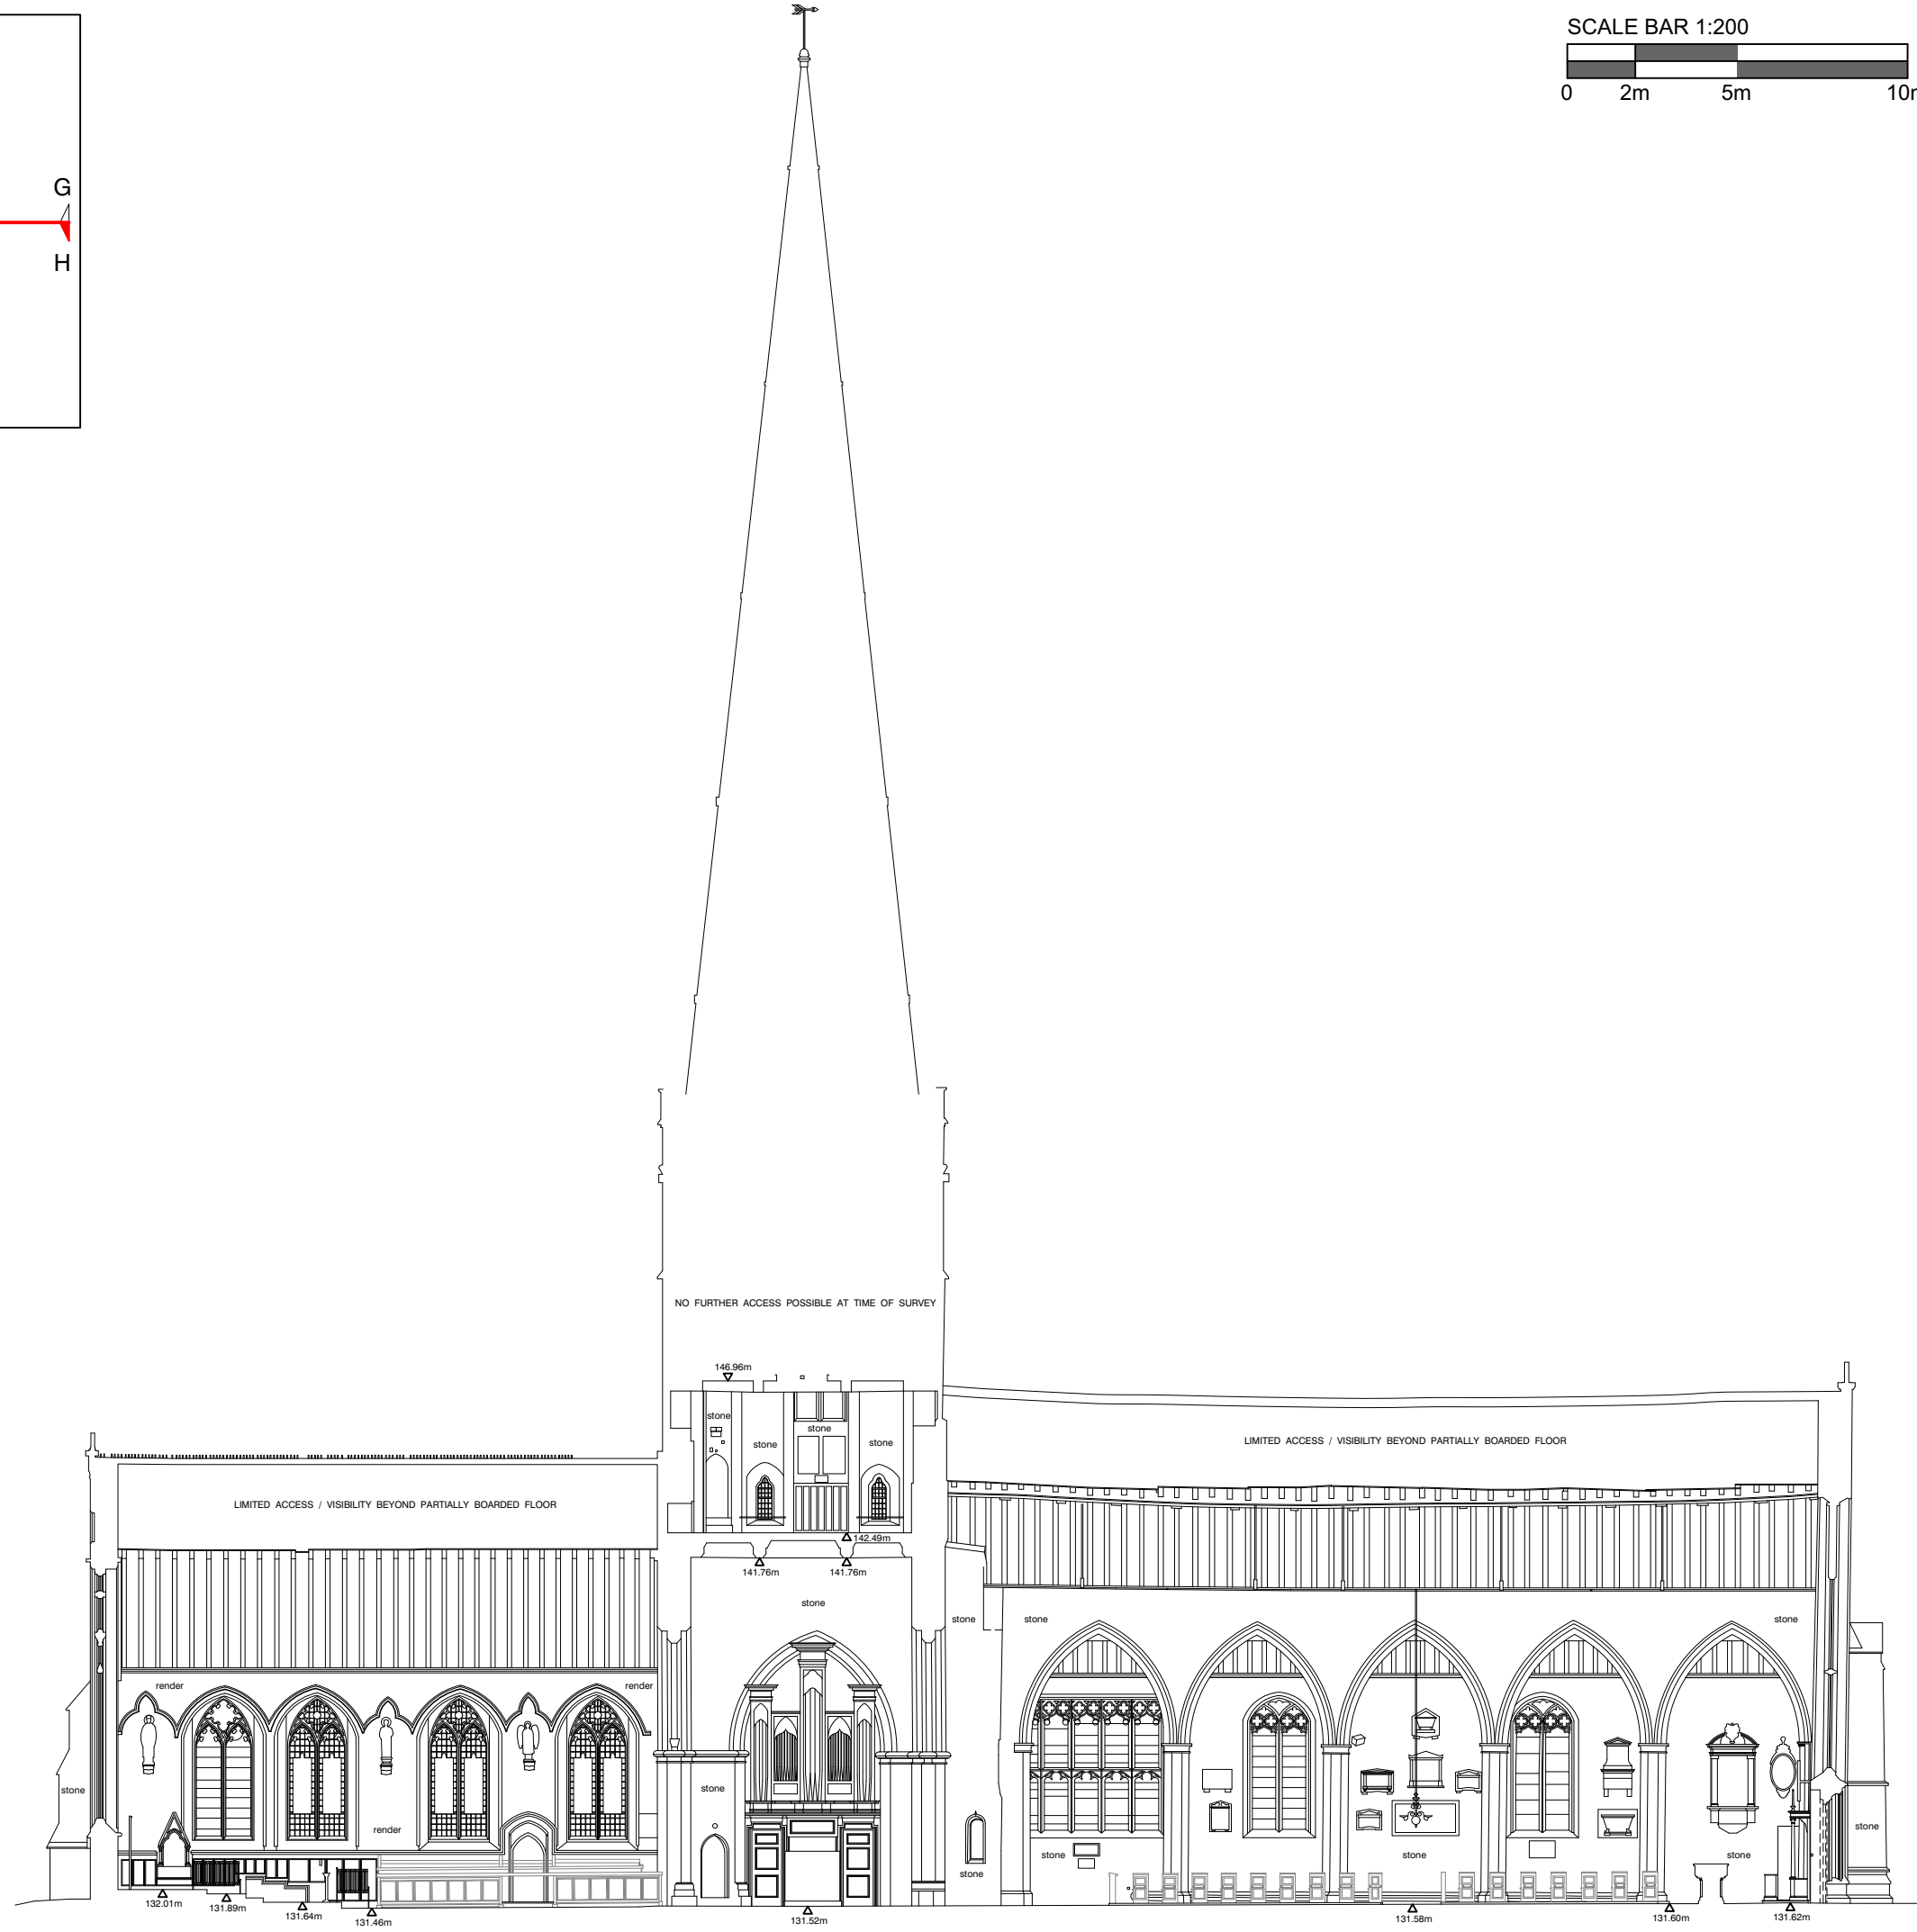 SCALE BAR 1:200
0 2m 5m 10m
G
H
NO FURTHER ACCESS POSSIBLE AT TIME OF SURVEY
146.96m
stone
stone
stone
stone
LIMITED ACCESS / VISIBILITY BEYOND PARTIALLY BOARDED FLOOR
LIMITED ACCESS / VISIBILITY BEYOND PARTIALLY BOARDED FLOOR
142.49m
141.76m 141.76m
stone
stone
stone
stone
render
render
stone
stone
render
stone
stone
stone
stone
stone
stone
132.01m
131.89m
131.64m
131.46m
131.52m
131.58m
131.60m
131.62m